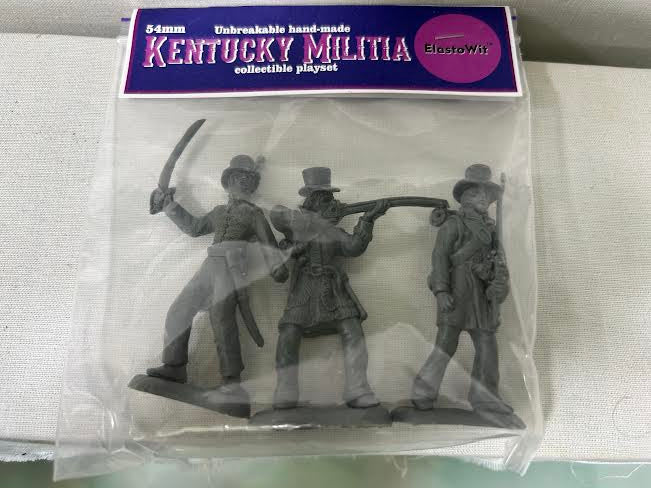 54mm
Unbreakable hand-made
KENTUCKY MILITIA
collectible playset
ElastoWit